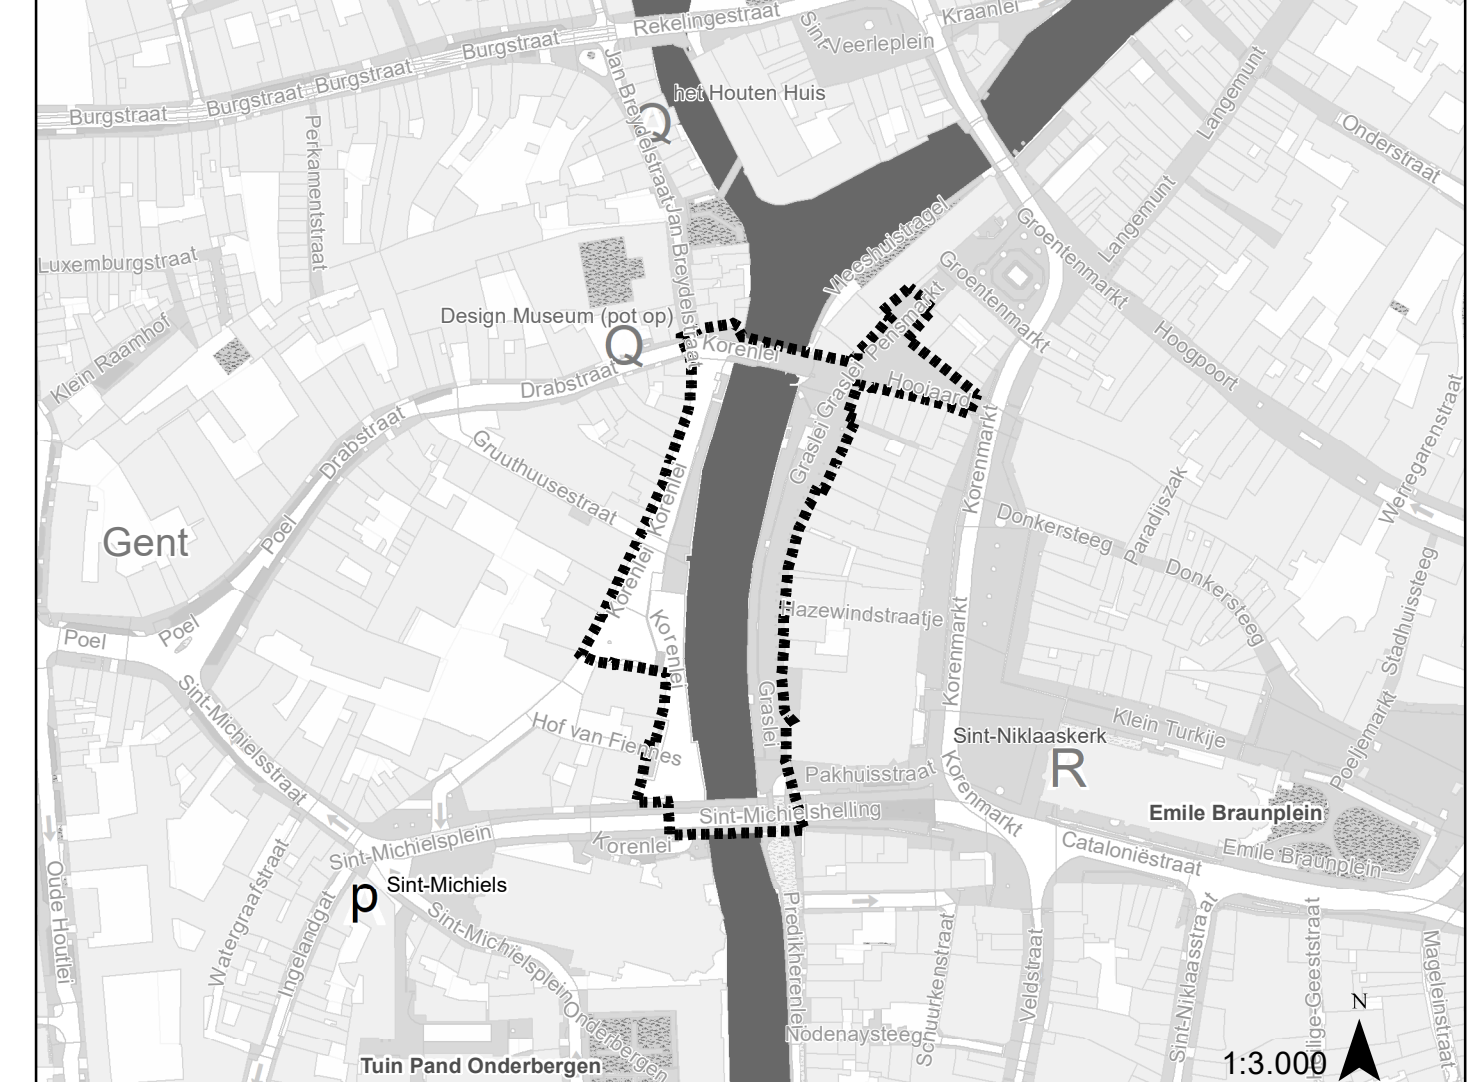 Rekelingestraat
Kraanlei
Sint-Veerleplein
Burgstraat
Burgstraat
Burgstraat
Burgstraat
Jan Breydelstraat
het Houten Huis
Q
Langemunt
Onderstraat
Perkamentstraat
Langemunt
Vleeshuistragel
Groentenmarkt
Jan Breydelstraat
Luxemburgstraat
Groentenmarkt
Design Museum (pot op)
Q
Pensmarkt
Klein Raamhof
Korenlei
Hoogpoort
Drabstraat
Hooiaard
Graslei
Drabstraat
Graslei
Werregarenstraat
Gruuthuusestraat
Korenmarkt
Korenlei
Paradijszak
Gent
Poel
Donkersteeg
Korenlei
Donkersteeg
Stadhuissteeg
Hazewindstraatje
Korenlei
Poel
Poel
Korenmarkt
Sint-Michielsstraat
Graslei
Klein Turkije
Poeljemarkt
Hof van Fiennes
Sint-Niklaaskerk
R
Pakhuisstraat
Korenmarkt
Sint-Michielshelling
Emile Braunplein
Sint-Michielsplein
Korenlei
Cataloniëstraat
Emile Braunplein
Oude Houtlei
p
Sint-Michiels
Watergraafstraat
Ingelandgat
Sint-Michielsplein
Predikherenlei
Schuurkenstraat
Veldstraat
Sint-Niklaasstraat
Mageleinstraat
Onderbergen
Nodenaysteeg
N
Tuin Pand Onderbergen
1:3.000